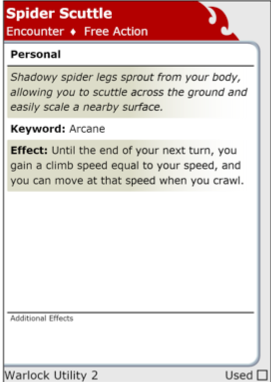 Spider Scuttle
Encounter ♦ Free Action
Personal
Shadowy spider legs sprout from your body,
allowing you to scuttle across the ground and
easily scale a nearby surface.
Keyword: Arcane
Effect: Until the end of your next turn, you
gain a climb speed equal to your speed, and
you can move at that speed when you crawl.
Additional Effects
Warlock Utility 2 Used ☐